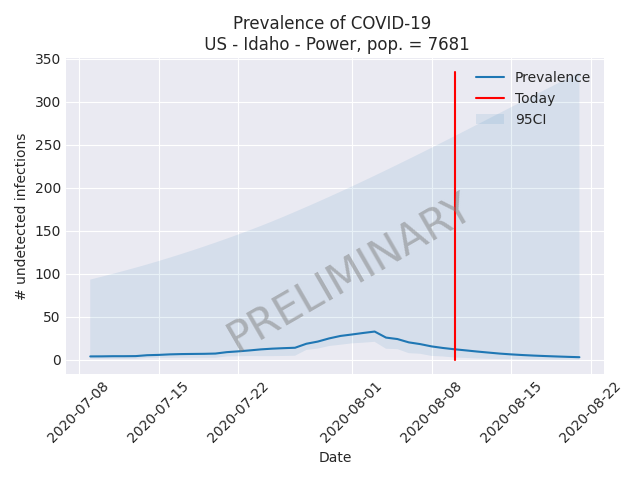 Prevalence of COVID-19
US - Idaho - Power, pop. = 7681
350
300
250
200
150
100
50
0
# undetected infections
Prevalence
Today
95CI
PRELIMINARY
2020-07-08
2020-07-15
2020-07-22
2020-08-01
2020-08-08
2020-08-15
2020-08-22
Date